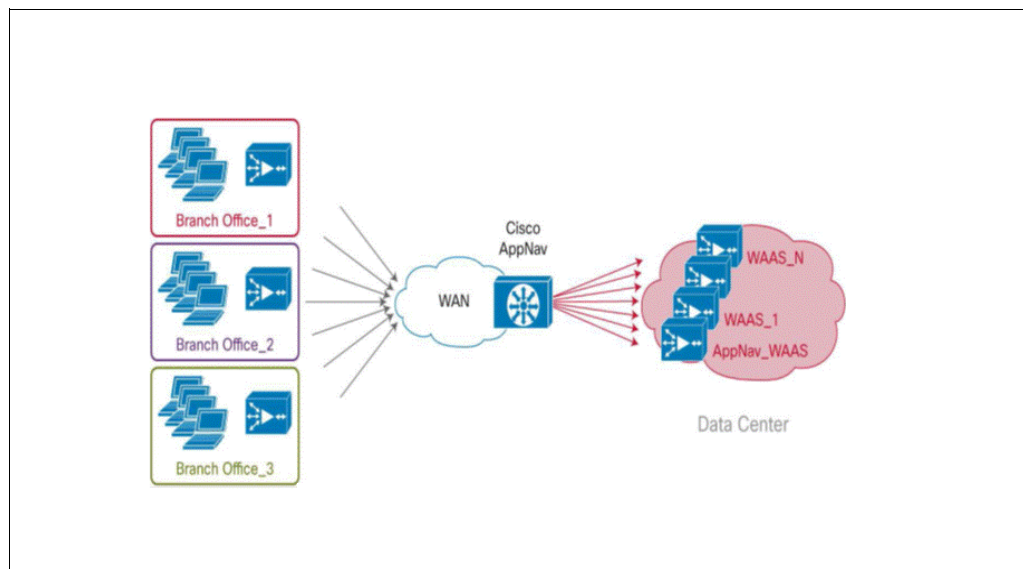 Branch Office_1
Branch Office_2
Branch Office_3
WAN
Cisco
AppNav
WAAS_N
WAAS_1
AppNav_WAAS
Data Center